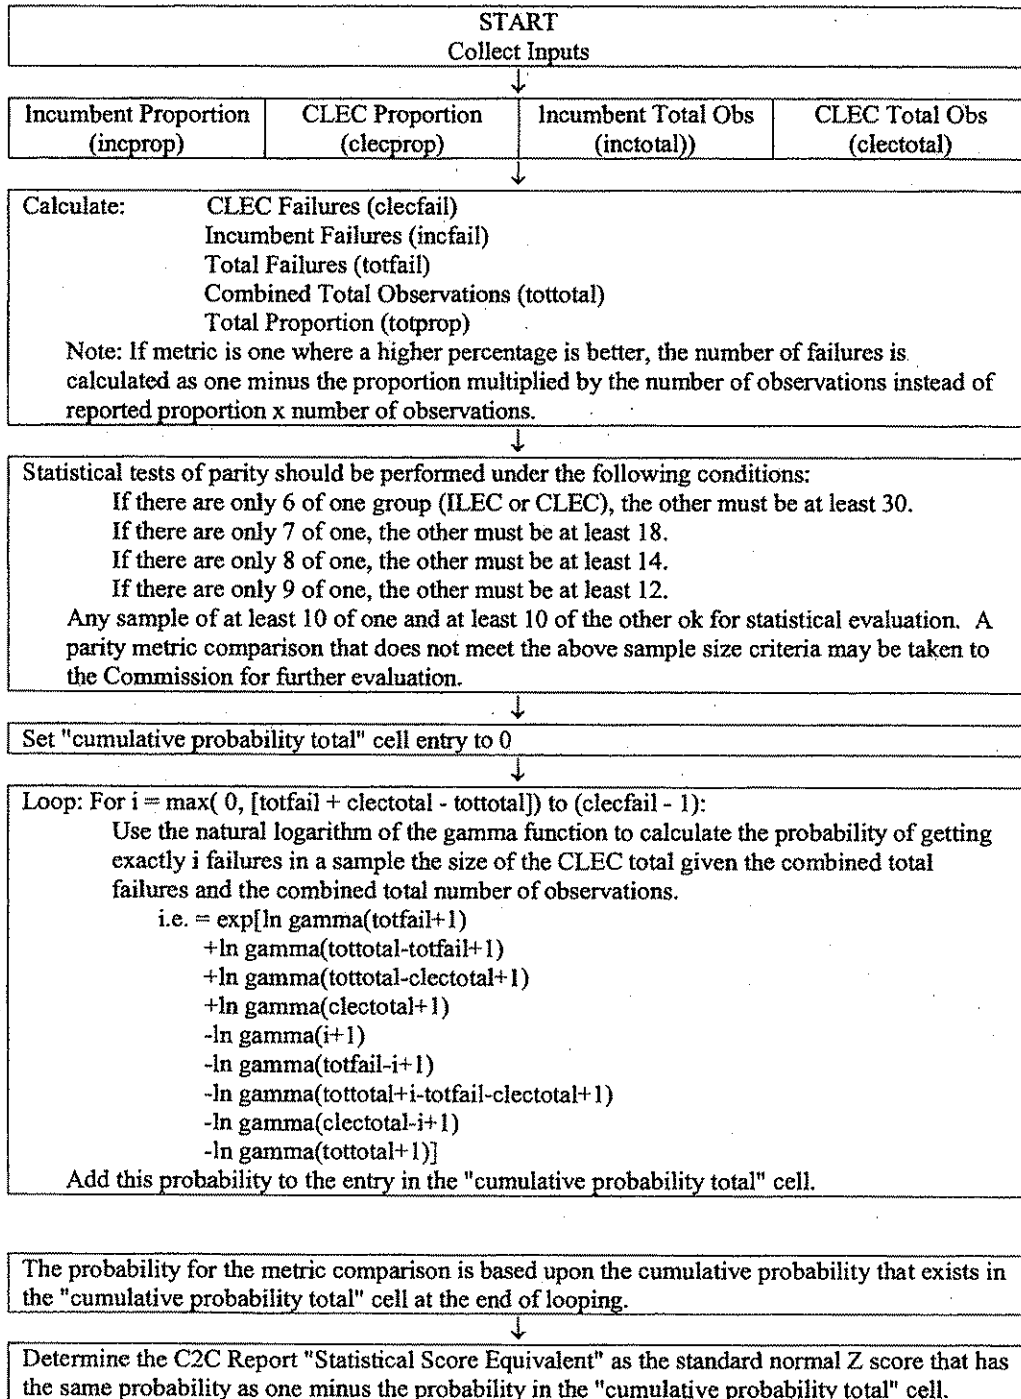 START
Collect Inputs
↓
Incumbent Proportion CLEC Proportion Incumbent Total Obs CLEC Total Obs
(incprop) (clecprop) (inctotal)) (clectotal)
↓
Calculate: CLEC Failures (clecfail)
Incumbent Failures (incfail)
Total Failures (totfail)
Combined Total Observations (tottotal)
Total Proportion (totprop)
Note: If metric is one where a higher percentage is better, the number of failures is
calculated as one minus the proportion multiplied by the number of observations instead of
reported proportion x number of observations.
↓
Statistical tests of parity should be performed under the following conditions:
If there are only 6 of one group (ILEC or CLEC), the other must be at least 30.
If there are only 7 of one, the other must be at least 18.
If there are only 8 of one, the other must be at least 14.
If there are only 9 of one, the other must be at least 12.
Any sample of at least 10 of one and at least 10 of the other ok for statistical evaluation. A
parity metric comparison that does not meet the above sample size criteria may be taken to
the Commission for further evaluation.
↓
Set "cumulative probability total" cell entry to 0
↓
Loop: For i = max( 0, [totfail + clectotal - tottotal]) to (clecfail - 1):
Use the natural logarithm of the gamma function to calculate the probability of getting
exactly i failures in a sample the size of the CLEC total given the combined total
failures and the combined total number of observations.
i.e. = exp[ln gamma(totfail+1)
+ln gamma(tottotal-totfail+1)
+ln gamma(tottotal-clectotal+1)
+ln gamma(clectotal+1)
-ln gamma(i+1)
-ln gamma(totfail-i+1)
-ln gamma(tottotal+i-totfail-clectotal+1)
-ln gamma(clectotal-i+1)
-ln gamma(tottotal+1)]
Add this probability to the entry in the "cumulative probability total" cell.
The probability for the metric comparison is based upon the cumulative probability that exists in
the "cumulative probability total" cell at the end of looping.
↓
Determine the C2C Report "Statistical Score Equivalent" as the standard normal Z score that has
the same probability as one minus the probability in the "cumulative probability total" cell.